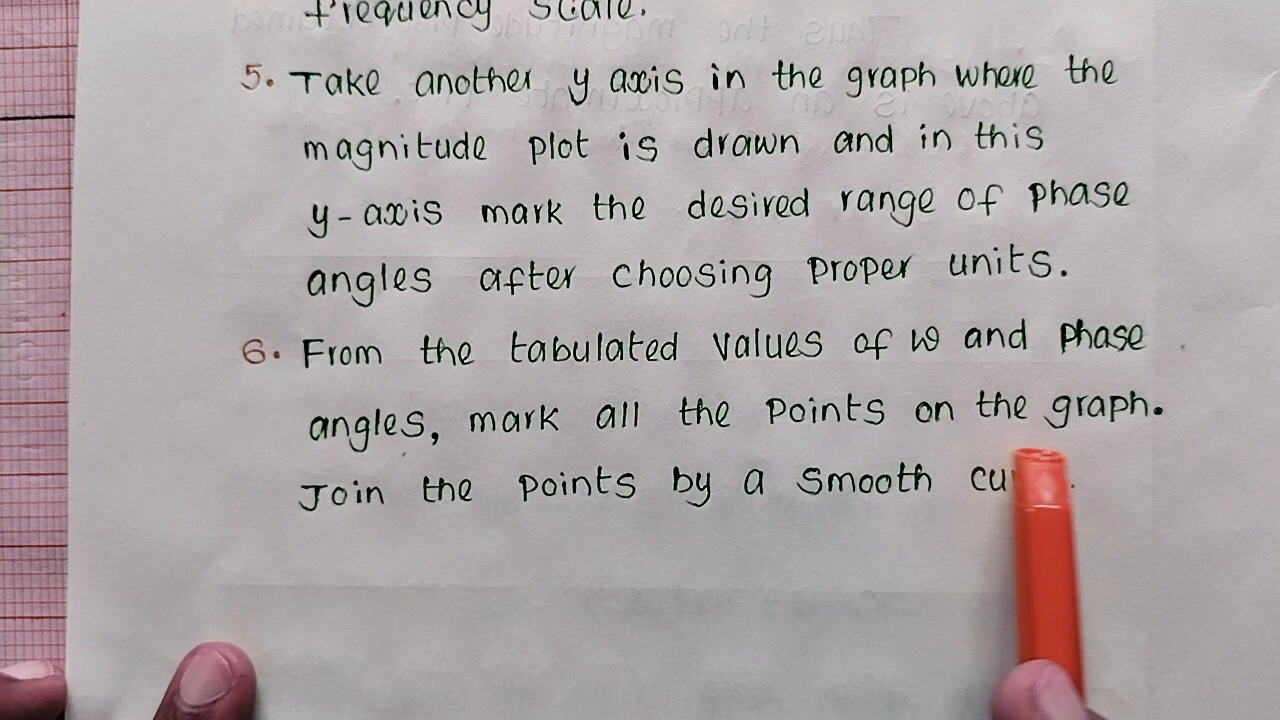 frequency scale.
5. Take another y axis in the graph where the
magnitude plot is drawn and in this
y-axis mark the desired range of phase
angles after choosing proper units.
6. From the tabulated values of ω and phase
angles, mark all the points on the graph.
Join the points by a smooth